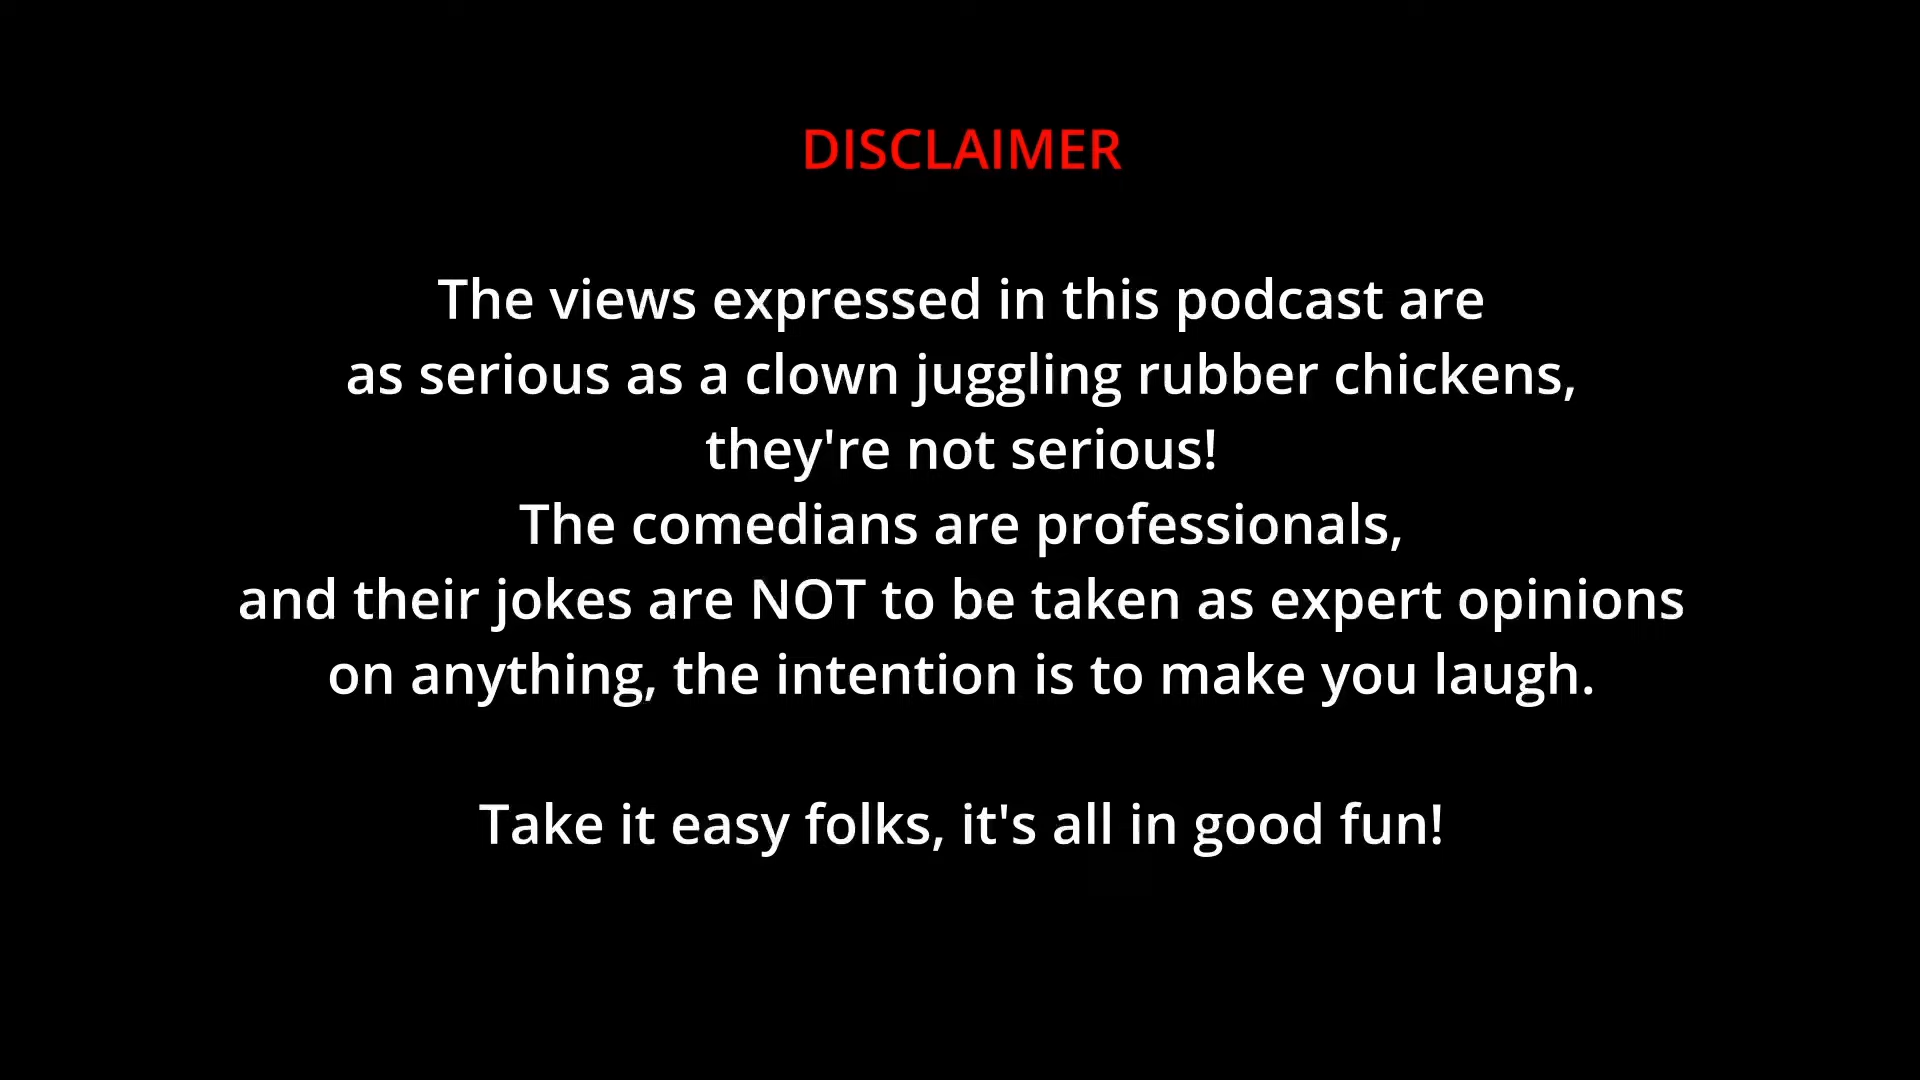 DISCLAIMER
The views expressed in this podcast are
as serious as a clown juggling rubber chickens,
they're not serious!
The comedians are professionals,
and their jokes are NOT to be taken as expert opinions
on anything, the intention is to make you laugh.
Take it easy folks, it's all in good fun!